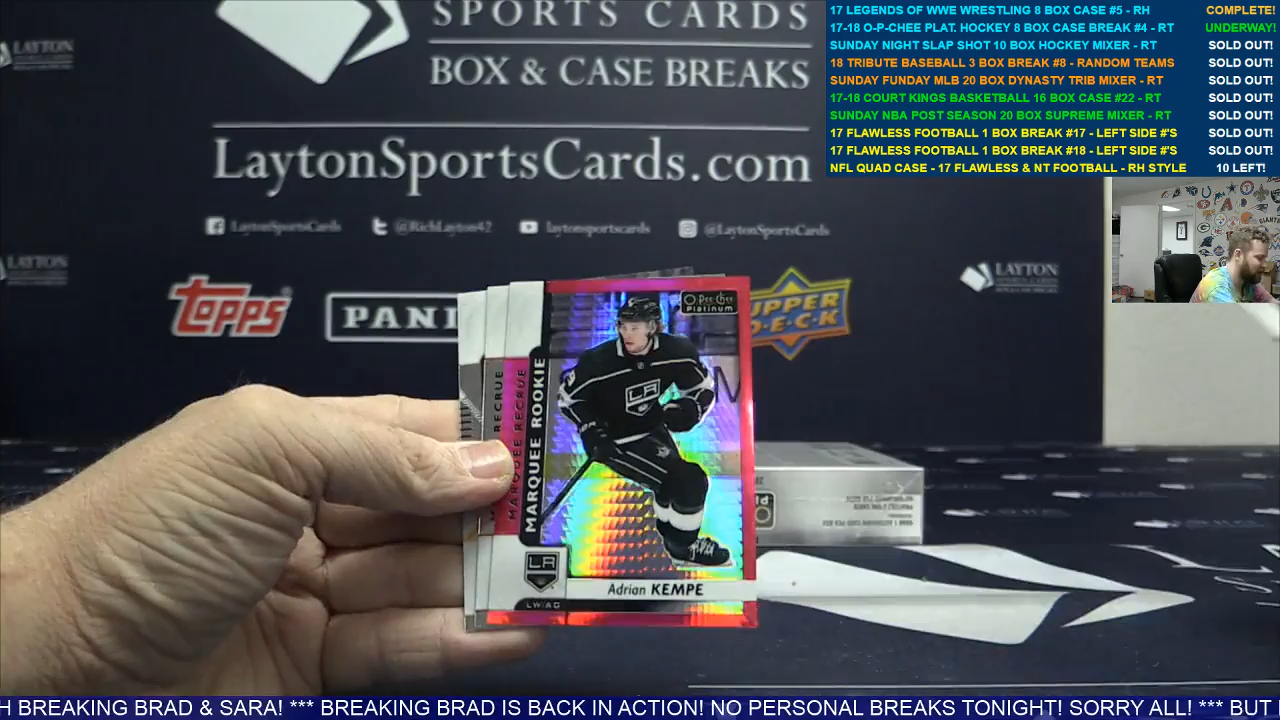 SPORTS CARDS
BOX & CASE BREAKS
LaytonSportsCards.com
LaytonSportsCards
@RichLayton32
laytonsportscards
@LaytonSportsCards
LAYTON
LAYTON
LAYTON
SPORTS CARDS
TOPPS
PANI
UPPER
DECK
17 LEGENDS OF WWE WRESTLING 8 BOX CASE #5 - RH COMPLETE!
17-18 O-P-CHEE PLAT. HOCKEY 8 BOX CASE BREAK #4 - RT UNDERWAY!
SUNDAY NIGHT SLAP SHOT 10 BOX HOCKEY MIXER - RT SOLD OUT!
18 TRIBUTE BASEBALL 3 BOX BREAK #8 - RANDOM TEAMS SOLD OUT!
SUNDAY FUNDAY MLB 20 BOX DYNASTY TRIB MIXER - RT SOLD OUT!
17-18 COURT KINGS BASKETBALL 16 BOX CASE #22 - RT SOLD OUT!
SUNDAY NBA POST SEASON 20 BOX SUPREME MIXER - RT SOLD OUT!
17 FLAWLESS FOOTBALL 1 BOX BREAK #17 - LEFT SIDE #'S SOLD OUT!
17 FLAWLESS FOOTBALL 1 BOX BREAK #18 - LEFT SIDE #'S SOLD OUT!
NFL QUAD CASE - 17 FLAWLESS & NT FOOTBALL - RH STYLE 10 LEFT!
O-Pee-Chee
Platinum
RECRUE
MARQUEE RECRUE
MARQUEE ROOKIE
LA
LA
Adrian KEMPE
LW/AG
H BREAKING BRAD & SARA! *** BREAKING BRAD IS BACK IN ACTION! NO PERSONAL BREAKS TONIGHT! SORRY ALL! *** BUT